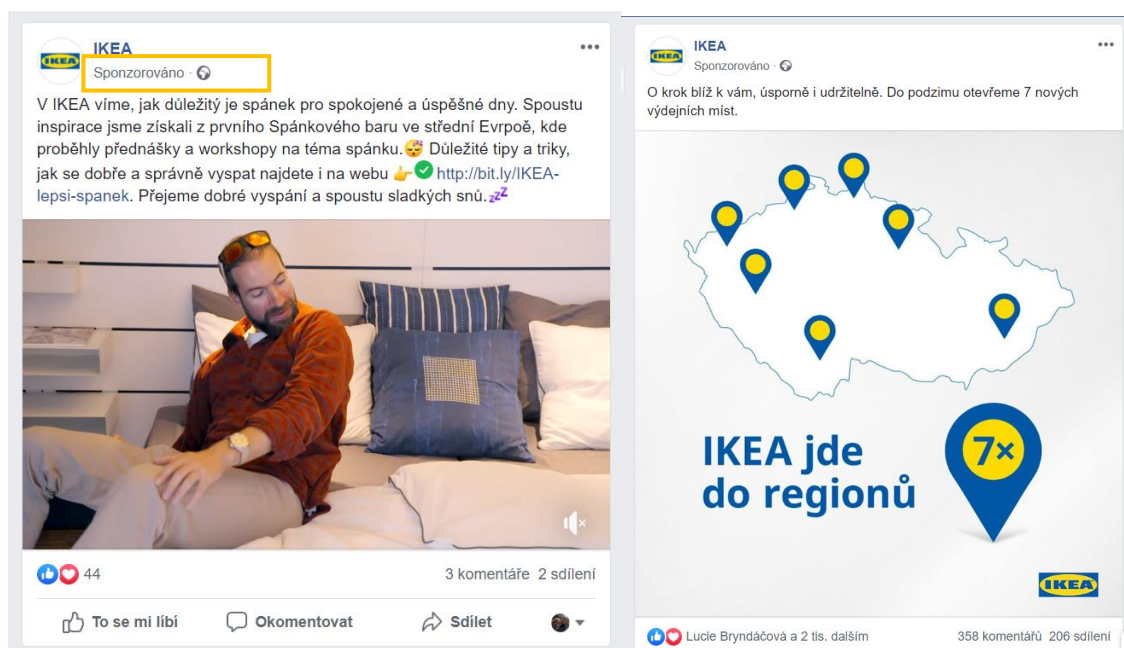 IKEA
IKEA
Sponzorováno ·
V IKEA víme, jak důležitý je spánek pro spokojené a úspěšné dny. Spoustu
inspirace jsme získali z prvního Spánkového baru ve střední Evrpoě, kde
proběhly přednášky a workshopy na téma spánku.😴 Důležité tipy a triky,
jak se dobře a správně vyspat najdete i na webu 👉✅ http://bit.ly/IKEA-
lepsi-spanek. Přejeme dobré vyspání a spoustu sladkých snů.💤
44
3 komentáře 2 sdílení
To se mi líbí
Okomentovat
Sdílet
IKEA
IKEA
Sponzorováno ·
O krok blíž k vám, úsporně i udržitelně. Do podzimu otevřeme 7 nových
výdejních míst.
IKEA jde
do regionů
7×
IKEA
Lucie Bryndáčová a 2 tis. dalším
358 komentářů 206 sdílení